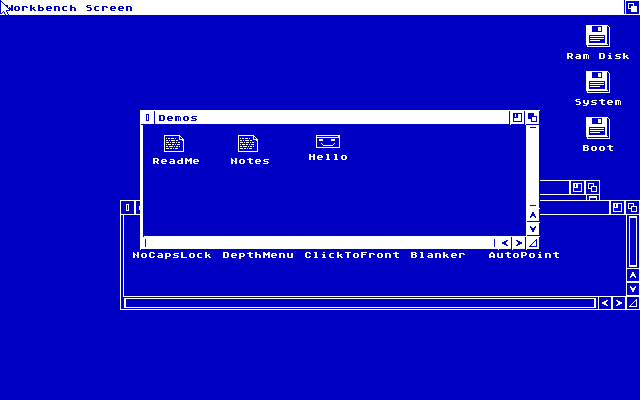 Workbench Screen
Ram Disk
System
Boot
Demos
ReadMe Notes Hello
NoCapsLock DepthMenu ClickToFront Blanker AutoPoint